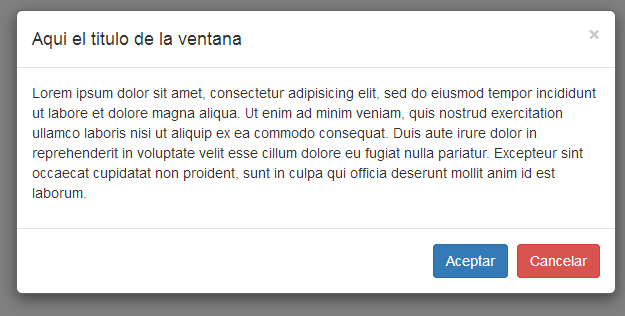 Aqui el titulo de la ventana
×
Lorem ipsum dolor sit amet, consectetur adipisicing elit, sed do eiusmod tempor incididunt
ut labore et dolore magna aliqua. Ut enim ad minim veniam, quis nostrud exercitation
ullamco laboris nisi ut aliquip ex ea commodo consequat. Duis aute irure dolor in
reprehenderit in voluptate velit esse cillum dolore eu fugiat nulla pariatur. Excepteur sint
occaecat cupidatat non proident, sunt in culpa qui officia deserunt mollit anim id est
laborum.
Aceptar
Cancelar